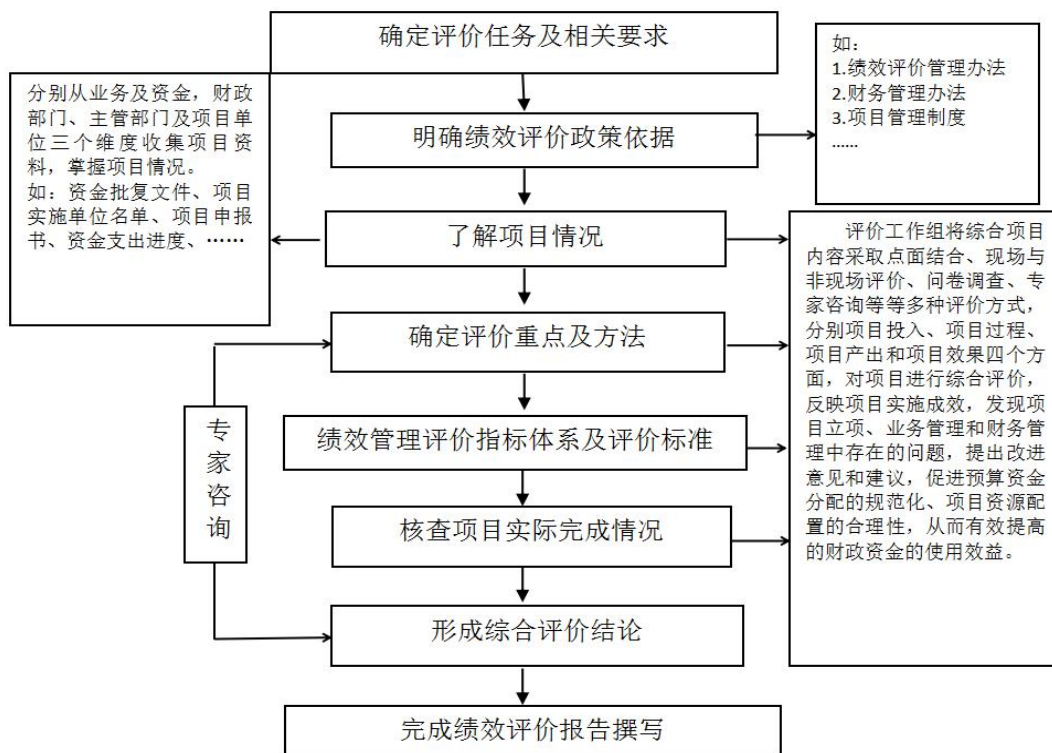 确定评价任务及相关要求
如：
1.绩效评价管理办法
2.财务管理办法
3.项目管理制度
......
分别从业务及资金，财政
部门、主管部门及项目单
位三个维度收集项目资
料，掌握项目情况。
如：资金批复文件、项目
实施单位名单、项目申报
书、资金支出进度、……
明确绩效评价政策依据
了解项目情况
评价工作组将综合项目
内容采取点面结合、现场与
非现场评价、问卷调查、专
家咨询等等多种评价方式，
分别项目投入、项目过程、
项目产出和项目效果四个方
面，对项目进行综合评价，
反映项目实施成效，发现项
目立项、业务管理和财务管
理中存在的问题，提出改进
意见和建议，促进预算资金
分配的规范化、项目资源配
置的合理性，从而有效提高
的财政资金的使用效益。
确定评价重点及方法
专
家
咨
询
绩效管理评价指标体系及评价标准
核查项目实际完成情况
形成综合评价结论
完成绩效评价报告撰写